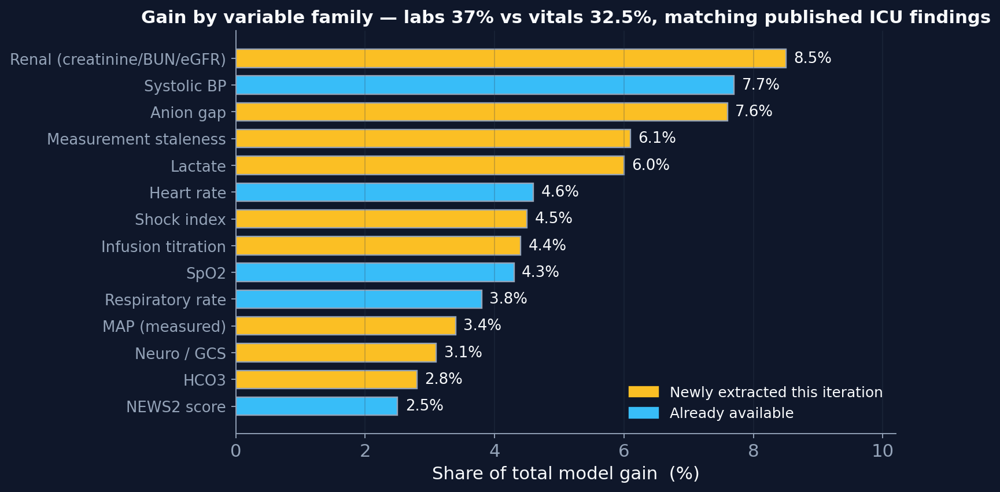 Gain by variable family — labs 37% vs vitals 32.5%, matching published ICU findings
Renal (creatinine/BUN/eGFR) 8.5%
Systolic BP 7.7%
Anion gap 7.6%
Measurement staleness 6.1%
Lactate 6.0%
Heart rate 4.6%
Shock index 4.5%
Infusion titration 4.4%
SpO2 4.3%
Respiratory rate 3.8%
MAP (measured) 3.4%
Neuro / GCS 3.1%
HCO3 2.8%
NEWS2 score 2.5%
Newly extracted this iteration
Already available
0 2 4 6 8 10
Share of total model gain (%)